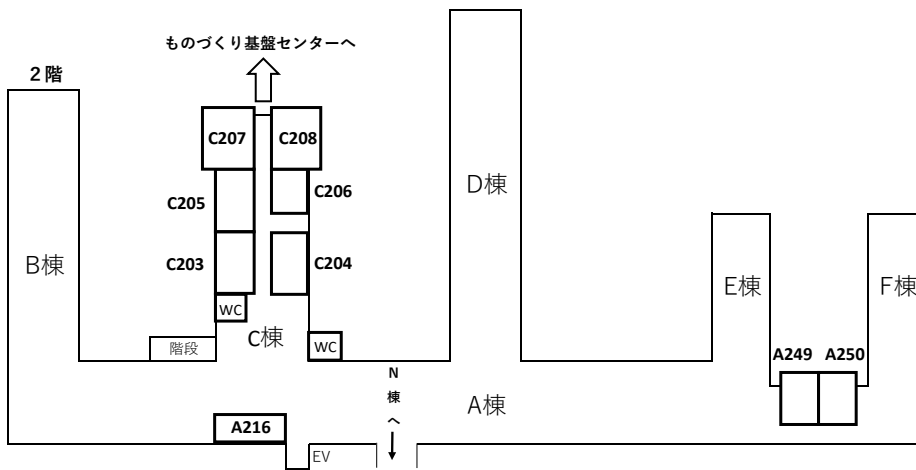 ものづくり基盤センターへ
２階
C207
C208
C205
C206
D棟
B棟
C203
C204
E棟
F棟
WC
C棟
階段
WC
A249
A250
N棟へ
A棟
A216
EV